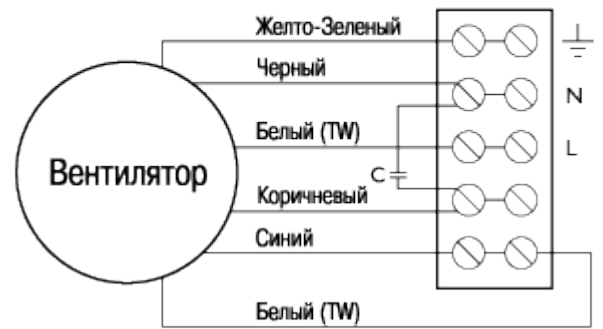 Желто-Зеленый
Черный
N
Белый (TW)
L
Вентилятор
C
Коричневый
Синий
Белый (TW)